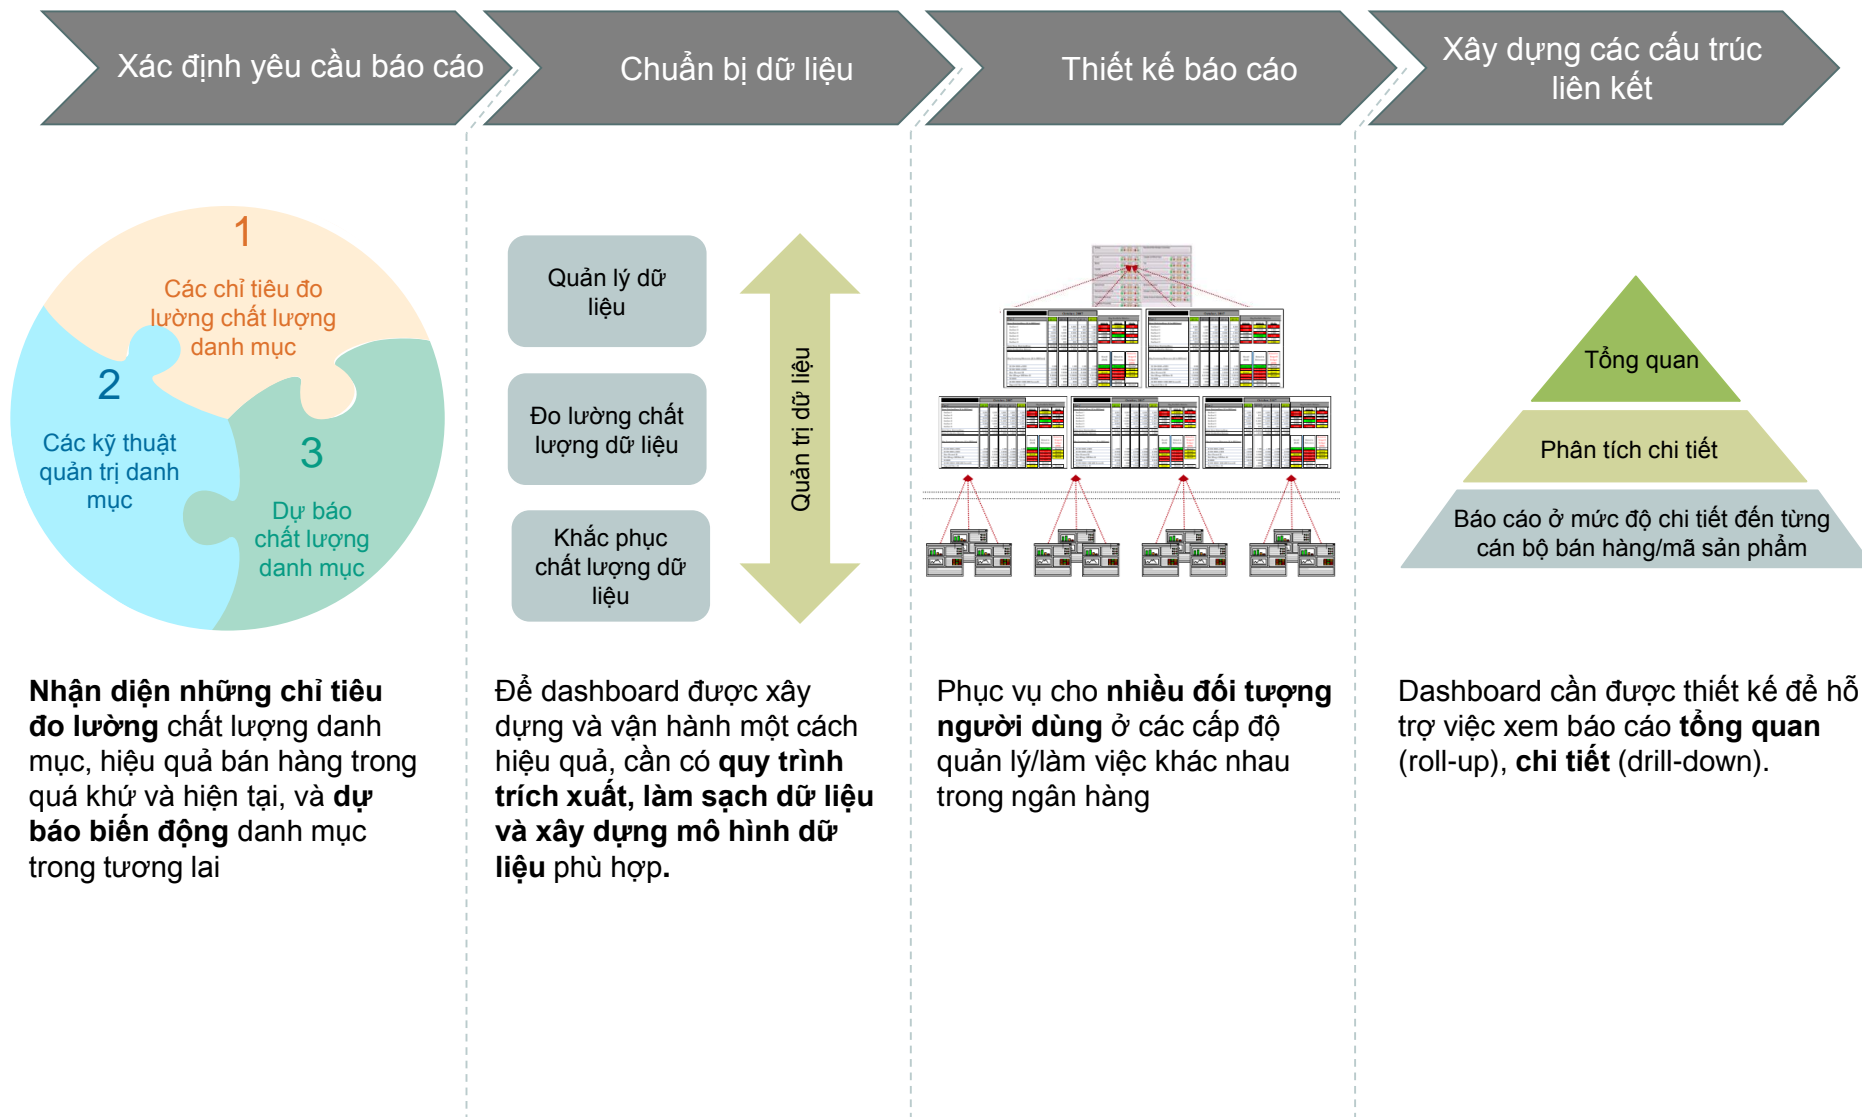 Xác định yêu cầu báo cáo
Chuẩn bị dữ liệu
Thiết kế báo cáo
Xây dựng các cấu trúc
liên kết
1
Các chỉ tiêu đo
lường chất lượng
danh mục
2
Các kỹ thuật
quản trị danh
mục
3
Dự báo
chất lượng
danh mục
Quản lý dữ
liệu
Đo lường chất
lượng dữ liệu
Khắc phục
chất lượng dữ
liệu
Quản trị dữ liệu
Tổng quan
Phân tích chi tiết
Báo cáo ở mức độ chi tiết đến từng
cán bộ bán hàng/mã sản phẩm
Nhận diện những chỉ tiêu
đo lường chất lượng danh
mục, hiệu quả bán hàng trong
quá khứ và hiện tại, và dự
báo biến động danh mục
trong tương lai
Để dashboard được xây
dựng và vận hành một cách
hiệu quả, cần có quy trình
trích xuất, làm sạch dữ liệu
và xây dựng mô hình dữ
liệu phù hợp.
Phục vụ cho nhiều đối tượng
người dùng ở các cấp độ
quản lý/làm việc khác nhau
trong ngân hàng
Dashboard cần được thiết kế để hỗ
trợ việc xem báo cáo tổng quan
(roll-up), chi tiết (drill-down).